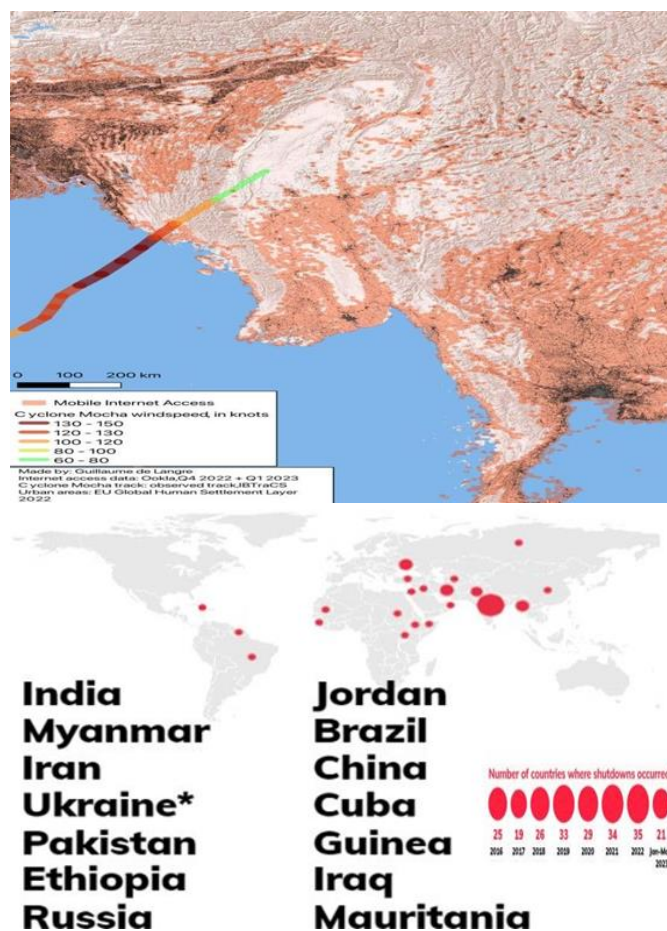 0 100 200 km
Mobile Internet Access
Cyclone Mocha windspeed, in knots
130 - 150
120 - 130
100 - 120
80 - 100
60 - 80
Made by: Guillaume de Langre
Internet access data: Ookla,Q4 2022 + Q1 2023
Cyclone Mocha track: observed track,IBTraCS
Urban areas: EU Global Human Settlement Layer
2022
India
Myanmar
Iran
Ukraine*
Pakistan
Ethiopia
Russia
Jordan
Brazil
China
Cuba
Guinea
Iraq
Mauritania
Number of countries where shutdowns occurred
25 19 26 33 29 34 35 21
2016 2017 2018 2019 2020 2021 2022 Jan-Ma
2023